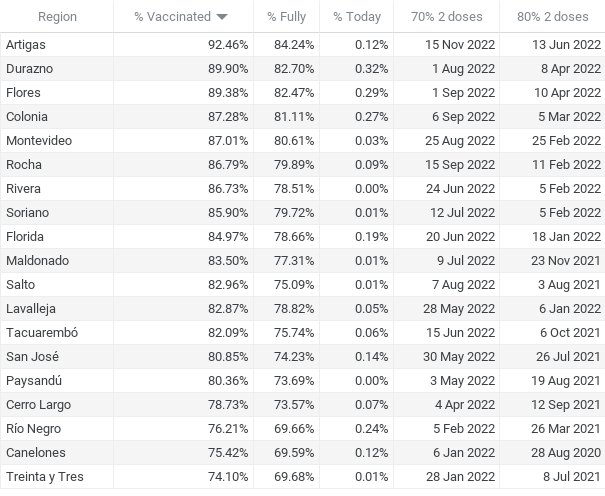 Region % Vaccinated % Fully % Today 70% 2 doses 80% 2 doses
Artigas 92.46% 84.24% 0.12% 15 Nov 2022 13 Jun 2022
Durazno 89.90% 82.70% 0.32% 1 Aug 2022 8 Apr 2022
Flores 89.38% 82.47% 0.29% 1 Sep 2022 10 Apr 2022
Colonia 87.28% 81.11% 0.27% 6 Sep 2022 5 Mar 2022
Montevideo 87.01% 80.61% 0.03% 25 Aug 2022 25 Feb 2022
Rocha 86.79% 79.89% 0.09% 15 Sep 2022 11 Feb 2022
Rivera 86.73% 78.51% 0.00% 24 Jun 2022 5 Feb 2022
Soriano 85.90% 79.72% 0.01% 12 Jul 2022 5 Feb 2022
Florida 84.97% 78.66% 0.19% 20 Jun 2022 18 Jan 2022
Maldonado 83.50% 77.31% 0.01% 9 Jul 2022 23 Nov 2021
Salto 82.96% 75.09% 0.01% 7 Aug 2022 3 Aug 2021
Lavalleja 82.87% 78.82% 0.05% 28 May 2022 6 Jan 2022
Tacuarembó 82.09% 75.74% 0.06% 15 Jun 2022 6 Oct 2021
San José 80.85% 74.23% 0.14% 30 May 2022 26 Jul 2021
Paysandú 80.36% 73.69% 0.00% 3 May 2022 19 Aug 2021
Cerro Largo 78.73% 73.57% 0.07% 4 Apr 2022 12 Sep 2021
Río Negro 76.21% 69.66% 0.24% 5 Feb 2022 26 Mar 2021
Canelones 75.42% 69.59% 0.12% 6 Jan 2022 28 Aug 2020
Treinta y Tres 74.10% 69.68% 0.01% 28 Jan 2022 8 Jul 2021